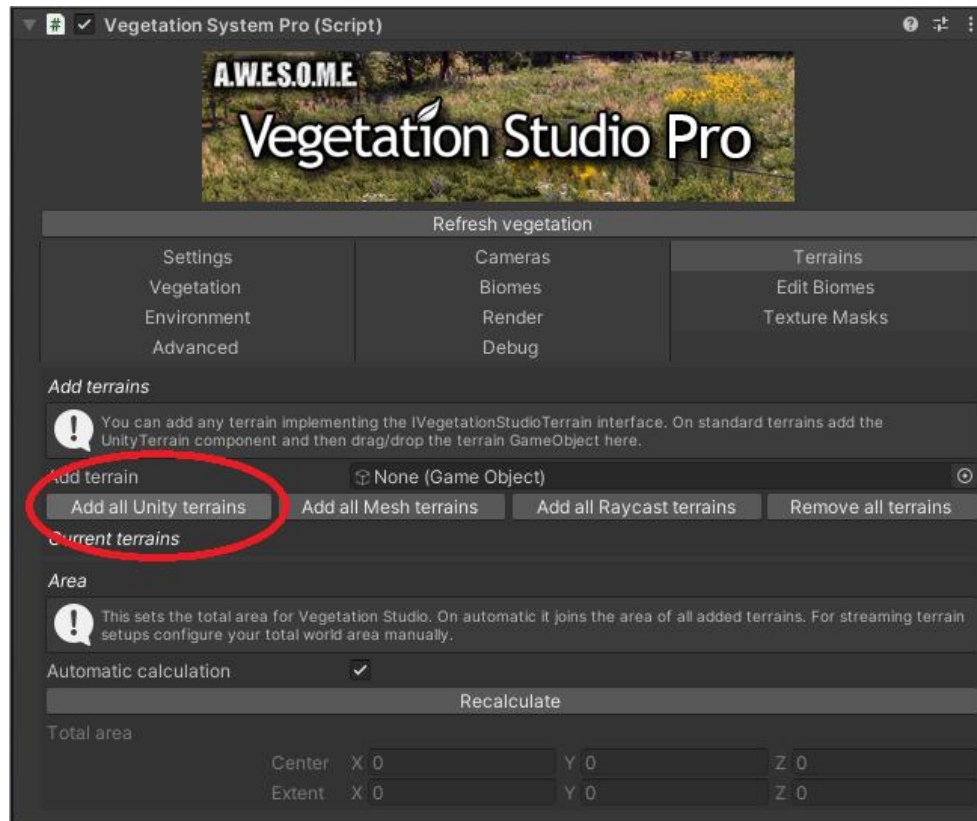 Vegetation System Pro (Script)
A.W.E.S.O.M.E
Vegetation Studio Pro
Refresh vegetation
Settings Cameras Terrains
Vegetation Biomes Edit Biomes
Environment Render Texture Masks
Advanced Debug
Add terrains
You can add any terrain implementing the IVegetationStudioTerrain interface. On standard terrains add the
UnityTerrain component and then drag/drop the terrain GameObject here.
Add terrain None (Game Object)
Add all Unity terrains Add all Mesh terrains Add all Raycast terrains Remove all terrains
Current terrains
Area
This sets the total area for Vegetation Studio. On automatic it joins the area of all added terrains. For streaming terrain
setups configure your total world area manually.
Automatic calculation
Recalculate
Total area
Center X 0 Y 0 Z 0
Extent X 0 Y 0 Z 0